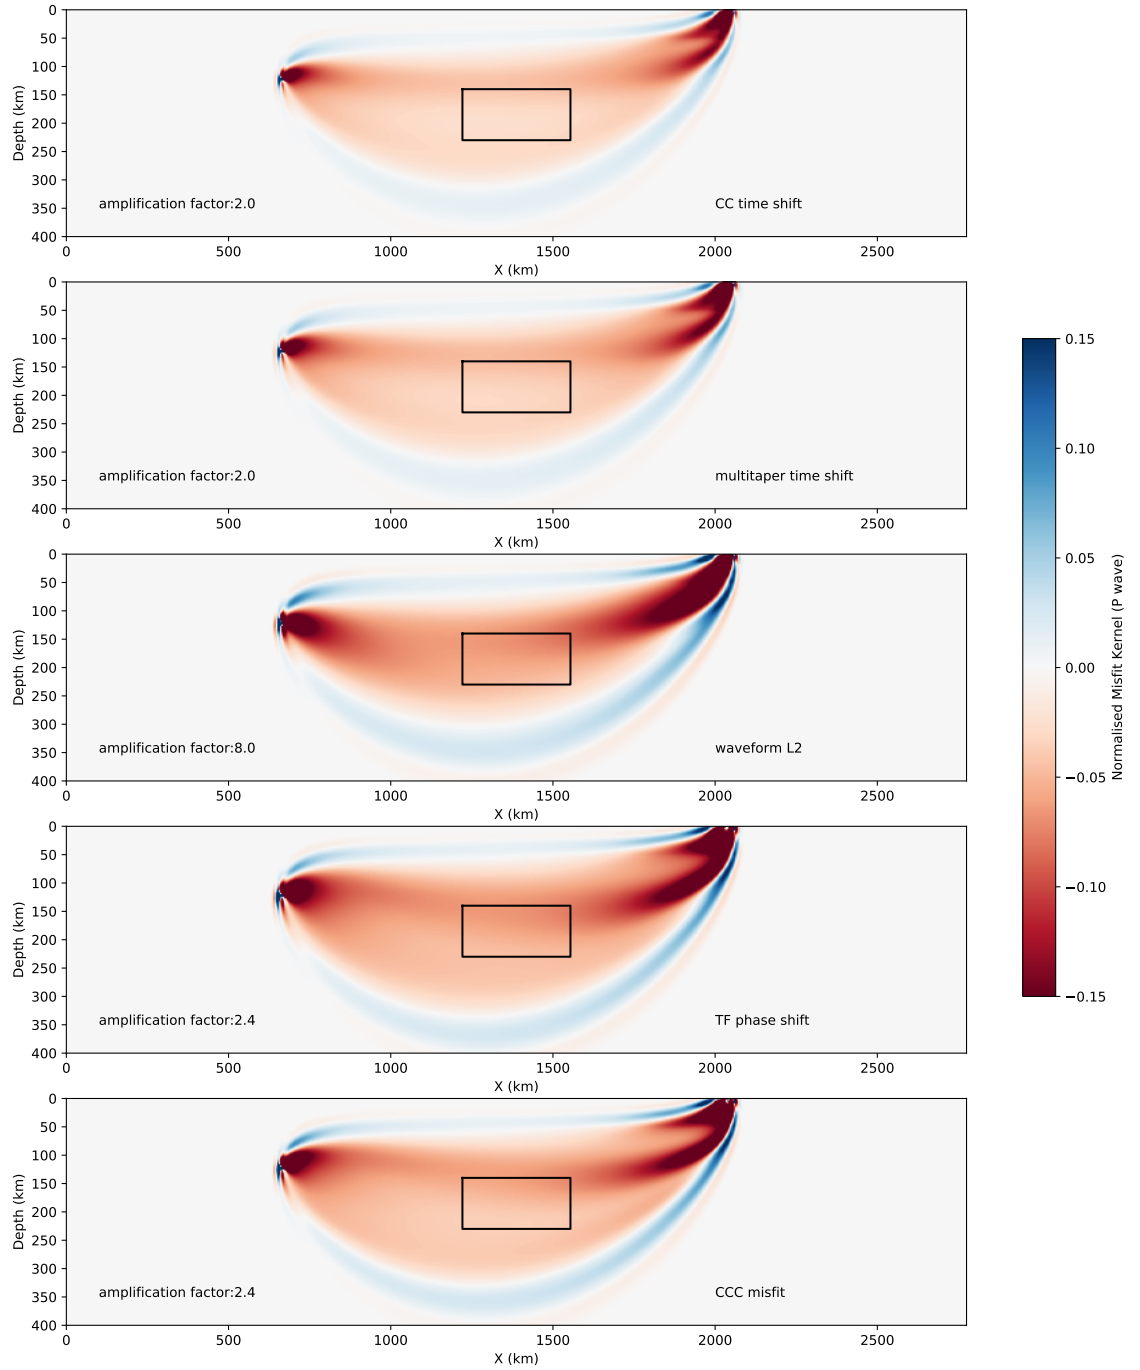 0
50
100
150
200
250
300
350
400
Depth (km)
amplification factor:2.0
CC time shift
0 500 1000 1500 2000 2500
X (km)
0
50
100
150
200
250
300
350
400
Depth (km)
amplification factor:2.0
multitaper time shift
0 500 1000 1500 2000 2500
X (km)
0
50
100
150
200
250
300
350
400
Depth (km)
amplification factor:8.0
waveform L2
0 500 1000 1500 2000 2500
X (km)
0
50
100
150
200
250
300
350
400
Depth (km)
amplification factor:2.4
TF phase shift
0 500 1000 1500 2000 2500
X (km)
0
50
100
150
200
250
300
350
400
Depth (km)
amplification factor:2.4
CCC misfit
0 500 1000 1500 2000 2500
X (km)
0.15
0.10
0.05
0.00
−0.05
−0.10
−0.15
Normalised Misfit Kernel (P wave)